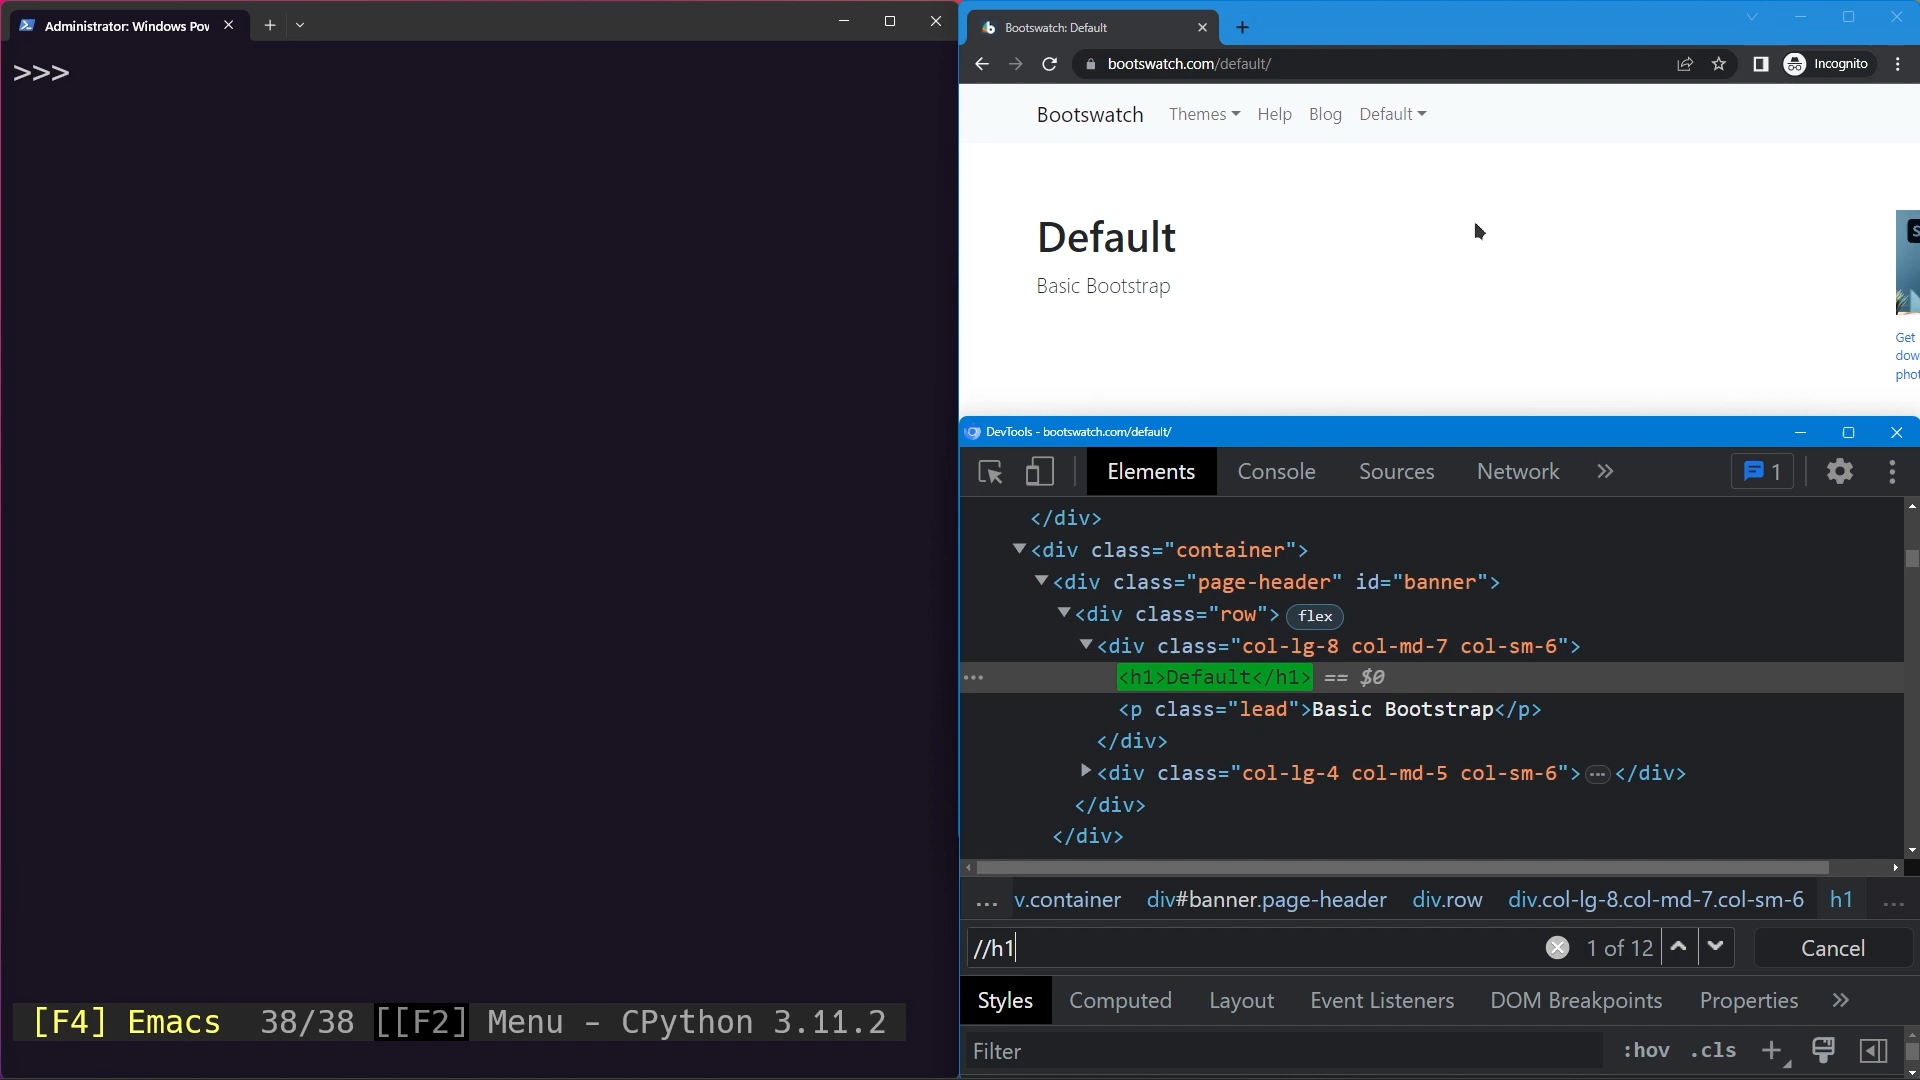 Administrator: Windows Pow
>>>
[F4] Emacs  38/38 [[F2] Menu - CPython 3.11.2
Bootswatch: Default
bootswatch.com/default/
Incognito
Bootswatch Themes Help Blog Default
Default
Basic Bootstrap
S
Get
dow
phot
DevTools - bootswatch.com/default/
Elements Console Sources Network » 1
</div>
<div class="container">
<div class="page-header" id="banner">
<div class="row"> flex
<div class="col-lg-8 col-md-7 col-sm-6">
... <h1>Default</h1> == $0
<p class="lead">Basic Bootstrap</p>
</div>
<div class="col-lg-4 col-md-5 col-sm-6"> ... </div>
</div>
</div>
... v.container div#banner.page-header div.row div.col-lg-8.col-md-7.col-sm-6 h1 ...
//h1 1 of 12 Cancel
Styles Computed Layout Event Listeners DOM Breakpoints Properties »
Filter :hov .cls +